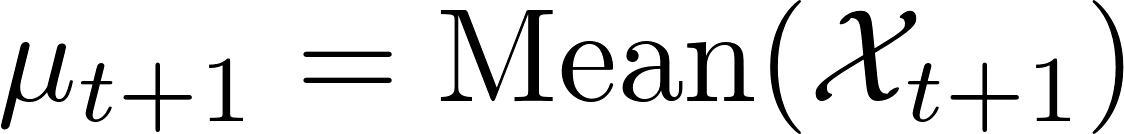 μ_{t+1} = Mean(𝒳_{t+1})